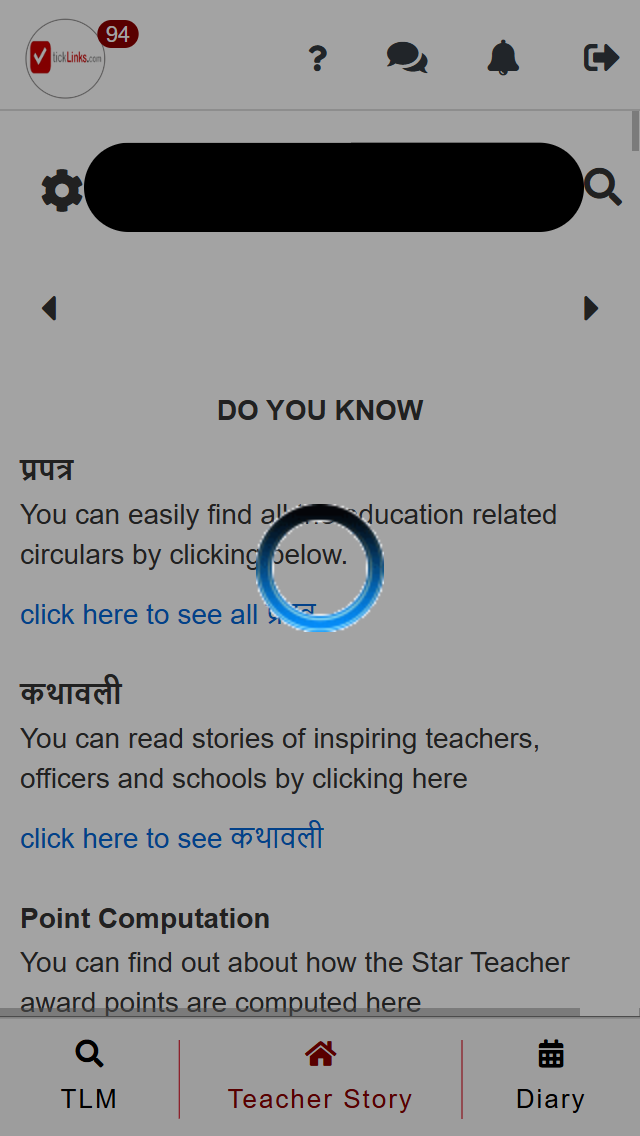 tickLinks.com
94
?
DO YOU KNOW
प्रपत्र
You can easily find all the education related
circulars by clicking below.
click here to see all प्रपत्र
कथावली
You can read stories of inspiring teachers,
officers and schools by clicking here
click here to see कथावली
Point Computation
You can find out about how the Star Teacher
award points are computed here
TLM
Teacher Story
Diary